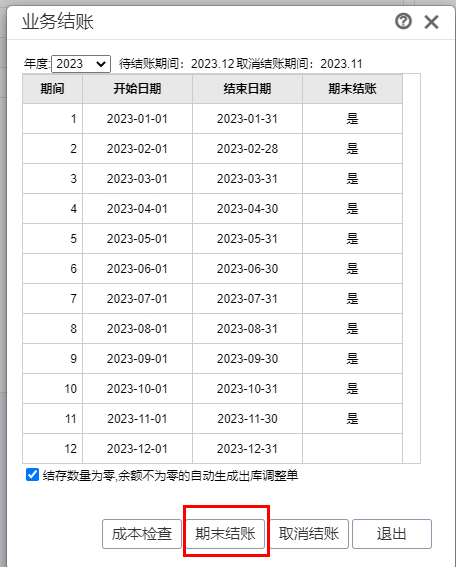 业务结账
年度: 2023 待结账期间：2023.12取消结账期间：2023.11
期间 开始日期 结束日期 期末结账
1 2023-01-01 2023-01-31 是
2 2023-02-01 2023-02-28 是
3 2023-03-01 2023-03-31 是
4 2023-04-01 2023-04-30 是
5 2023-05-01 2023-05-31 是
6 2023-06-01 2023-06-30 是
7 2023-07-01 2023-07-31 是
8 2023-08-01 2023-08-31 是
9 2023-09-01 2023-09-30 是
10 2023-10-01 2023-10-31 是
11 2023-11-01 2023-11-30 是
12 2023-12-01 2023-12-31
结存数量为零,余额不为零的自动生成出库调整单
成本检查 期末结账 取消结账 退出